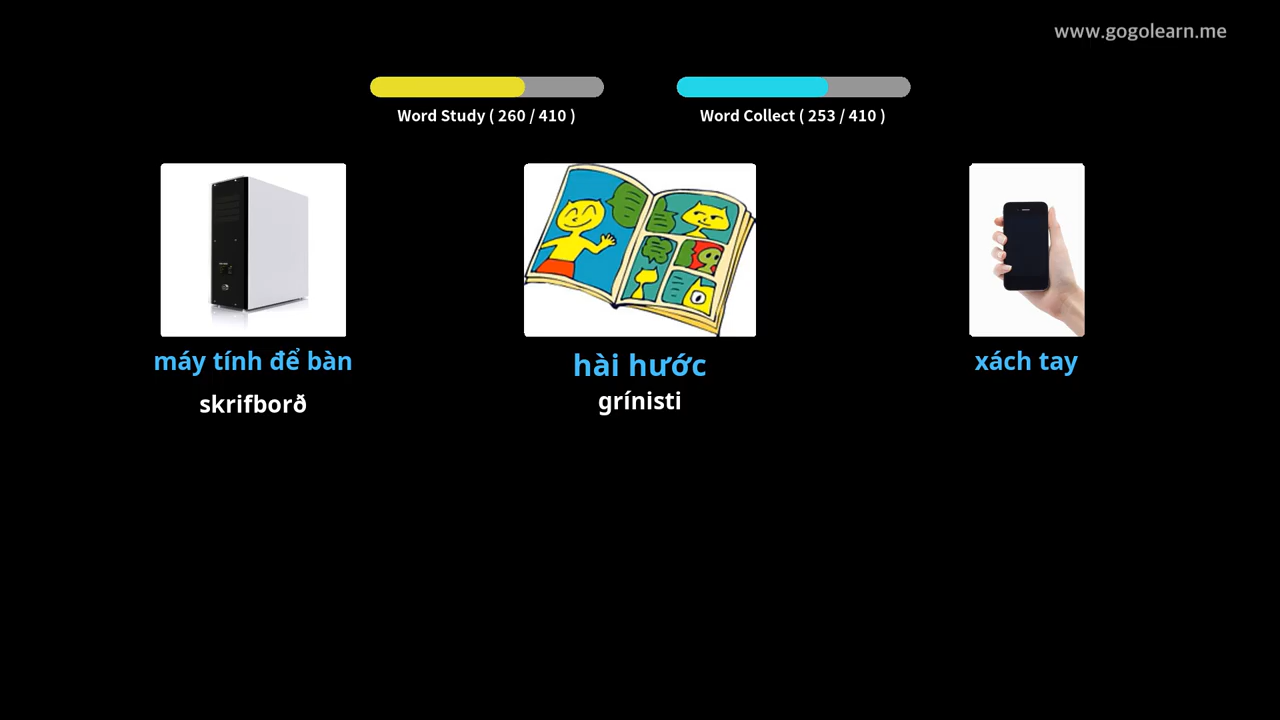 www.gogolearn.me
Word Study ( 260 / 410 )
Word Collect ( 253 / 410 )
máy tính để bàn
hài hước
xách tay
skrifborð
grínisti